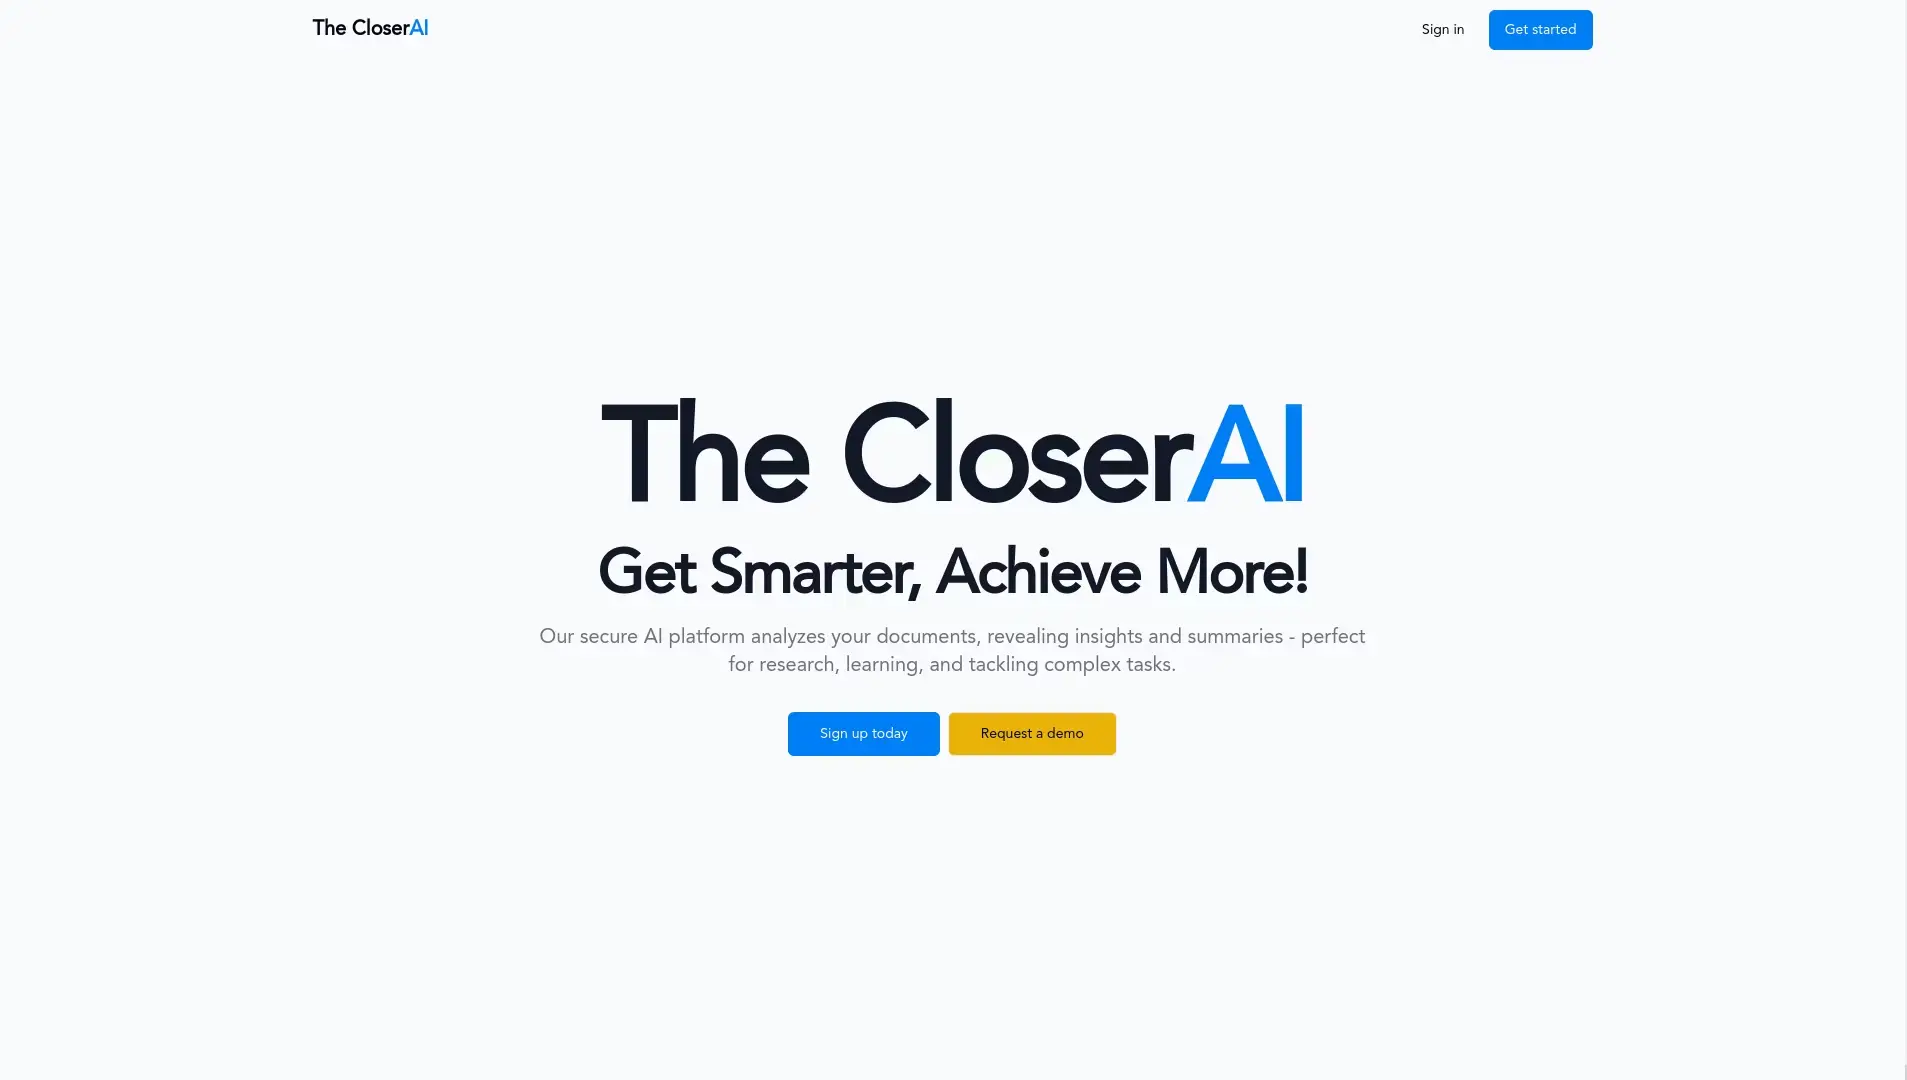 The CloserAI
Sign in
Get started
The CloserAI
Get Smarter, Achieve More!
Our secure AI platform analyzes your documents, revealing insights and summaries - perfect
for research, learning, and tackling complex tasks.
Sign up today
Request a demo